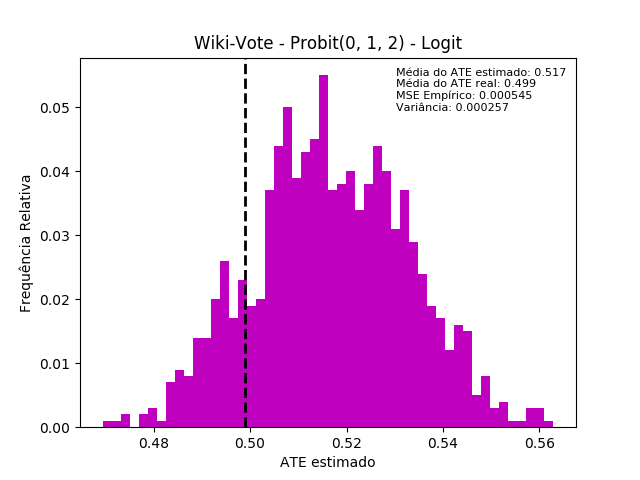 Wiki-Vote - Probit(0, 1, 2) - Logit
Média do ATE estimado: 0.517
Média do ATE real: 0.499
MSE Empírico: 0.000545
Variância: 0.000257
Frequência Relativa
0.05
0.04
0.03
0.02
0.01
0.00
0.48
0.50
0.52
0.54
0.56
ATE estimado